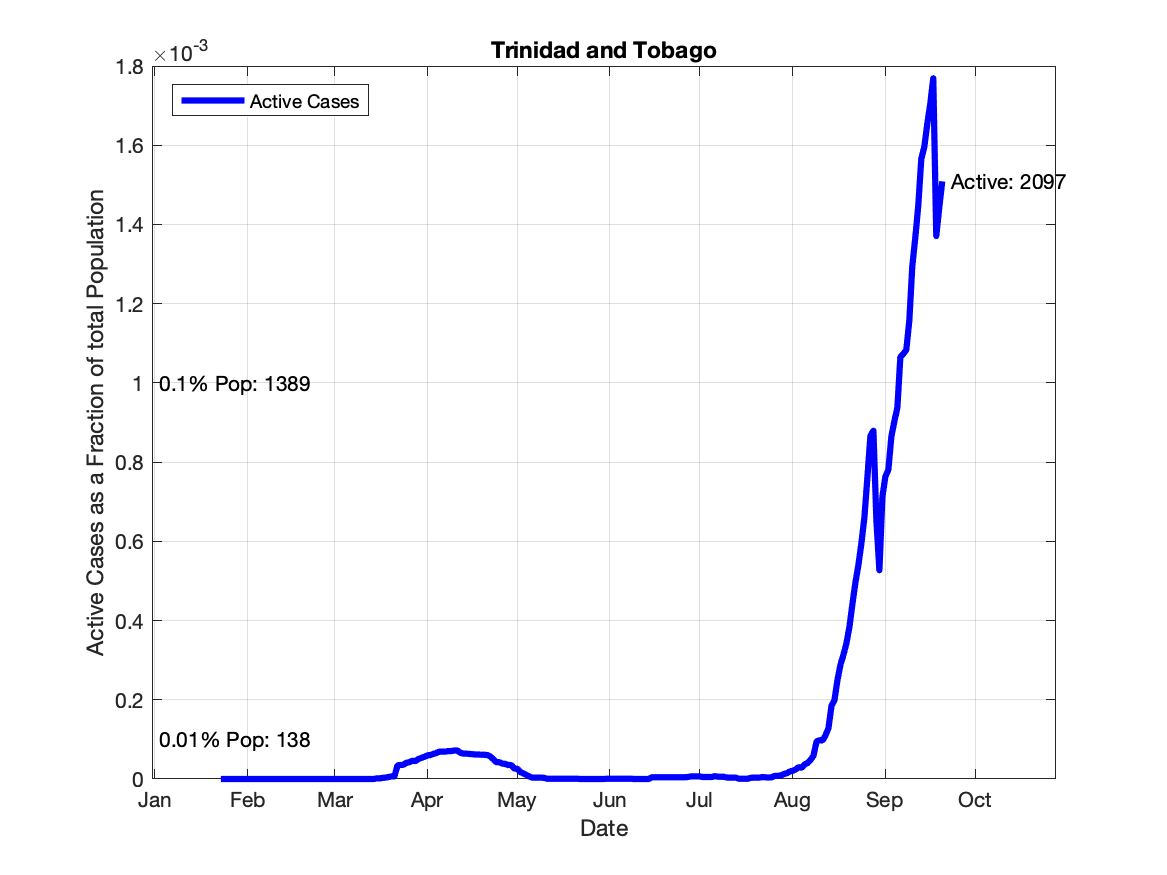 Trinidad and Tobago
×10-3
1.8
1.6
1.4
1.2
1
0.8
0.6
0.4
0.2
0
Active Cases
Active: 2097
0.1% Pop: 1389
0.01% Pop: 138
Active Cases as a Fraction of total Population
Jan Feb Mar Apr May Jun Jul Aug Sep Oct
Date